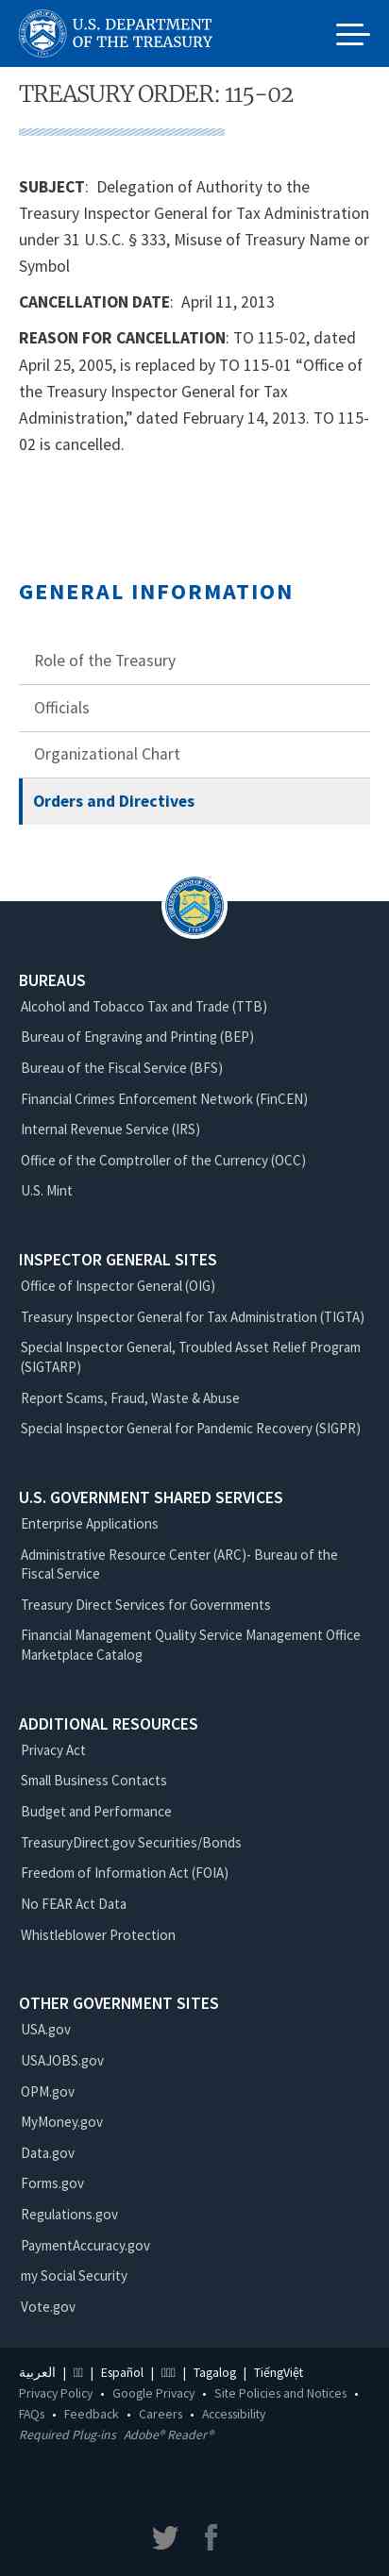 U.S. DEPARTMENT
OF THE TREASURY
TREASURY ORDER: 115-02
SUBJECT:  Delegation of Authority to the
Treasury Inspector General for Tax Administration
under 31 U.S.C. § 333, Misuse of Treasury Name or
Symbol
CANCELLATION DATE:  April 11, 2013
REASON FOR CANCELLATION: TO 115-02, dated
April 25, 2005, is replaced by TO 115-01 “Office of
the Treasury Inspector General for Tax
Administration,” dated February 14, 2013. TO 115-
02 is cancelled.
GENERAL INFORMATION
Role of the Treasury
Officials
Organizational Chart
Orders and Directives
BUREAUS
Alcohol and Tobacco Tax and Trade (TTB)
Bureau of Engraving and Printing (BEP)
Bureau of the Fiscal Service (BFS)
Financial Crimes Enforcement Network (FinCEN)
Internal Revenue Service (IRS)
Office of the Comptroller of the Currency (OCC)
U.S. Mint
INSPECTOR GENERAL SITES
Office of Inspector General (OIG)
Treasury Inspector General for Tax Administration (TIGTA)
Special Inspector General, Troubled Asset Relief Program
(SIGTARP)
Report Scams, Fraud, Waste & Abuse
Special Inspector General for Pandemic Recovery (SIGPR)
U.S. GOVERNMENT SHARED SERVICES
Enterprise Applications
Administrative Resource Center (ARC)- Bureau of the
Fiscal Service
Treasury Direct Services for Governments
Financial Management Quality Service Management Office
Marketplace Catalog
ADDITIONAL RESOURCES
Privacy Act
Small Business Contacts
Budget and Performance
TreasuryDirect.gov Securities/Bonds
Freedom of Information Act (FOIA)
No FEAR Act Data
Whistleblower Protection
OTHER GOVERNMENT SITES
USA.gov
USAJOBS.gov
OPM.gov
MyMoney.gov
Data.gov
Forms.gov
Regulations.gov
PaymentAccuracy.gov
my Social Security
Vote.gov
العربية | | Español | | Tagalog | TiếngViệt
Privacy Policy • Google Privacy • Site Policies and Notices •
FAQs • Feedback • Careers • Accessibility
Required Plug-ins Adobe® Reader®